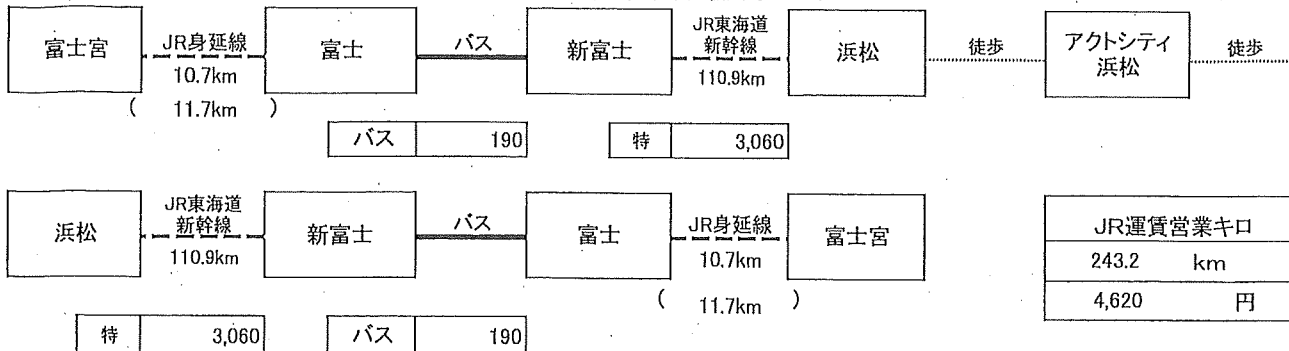 富士宮
JR身延線
10.7km
( 11.7km )
富士
バス
新富士
JR東海道
新幹線
110.9km
浜松
徒歩
アクトシティ
浜松
徒歩
バス 190
特 3,060
浜松
JR東海道
新幹線
110.9km
新富士
バス
富士
JR身延線
10.7km
( 11.7km )
富士宮
JR運賃営業キロ
243.2 km
4,620 円
特 3,060
バス 190